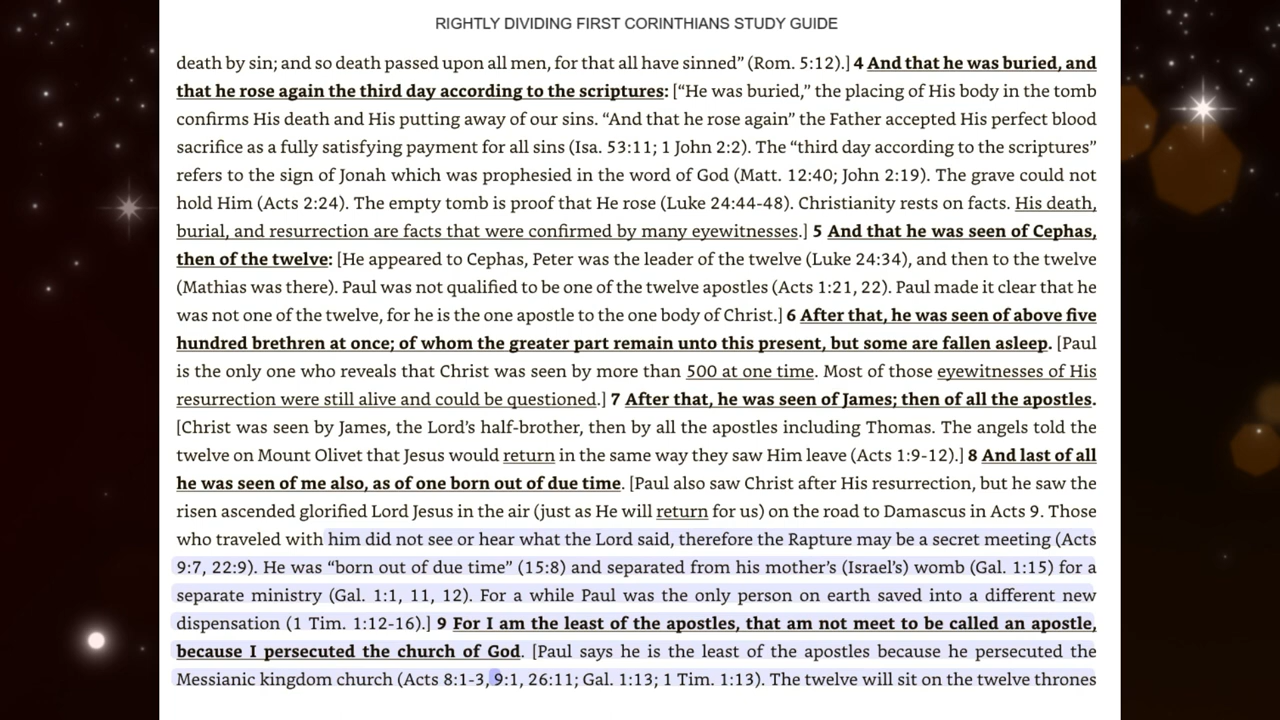 RIGHTLY DIVIDING FIRST CORINTHIANS STUDY GUIDE
death by sin; and so death passed upon all men, for that all have sinned” (Rom. 5:12).] 4 And that he was buried, and
that he rose again the third day according to the scriptures: [“He was buried,” the placing of His body in the tomb
confirms His death and His putting away of our sins. “And that he rose again” the Father accepted His perfect blood
sacrifice as a fully satisfying payment for all sins (Isa. 53:11; 1 John 2:2). The “third day according to the scriptures”
refers to the sign of Jonah which was prophesied in the word of God (Matt. 12:40; John 2:19). The grave could not
hold Him (Acts 2:24). The empty tomb is proof that He rose (Luke 24:44-48). Christianity rests on facts. His death,
burial, and resurrection are facts that were confirmed by many eyewitnesses.] 5 And that he was seen of Cephas,
then of the twelve: [He appeared to Cephas, Peter was the leader of the twelve (Luke 24:34), and then to the twelve
(Mathias was there). Paul was not qualified to be one of the twelve apostles (Acts 1:21, 22). Paul made it clear that he
was not one of the twelve, for he is the one apostle to the one body of Christ.] 6 After that, he was seen of above five
hundred brethren at once; of whom the greater part remain unto this present, but some are fallen asleep. [Paul
is the only one who reveals that Christ was seen by more than 500 at one time. Most of those eyewitnesses of His
resurrection were still alive and could be questioned.] 7 After that, he was seen of James; then of all the apostles.
[Christ was seen by James, the Lord’s half-brother, then by all the apostles including Thomas. The angels told the
twelve on Mount Olivet that Jesus would return in the same way they saw Him leave (Acts 1:9-12).] 8 And last of all
he was seen of me also, as of one born out of due time. [Paul also saw Christ after His resurrection, but he saw the
risen ascended glorified Lord Jesus in the air (just as He will return for us) on the road to Damascus in Acts 9. Those
who traveled with him did not see or hear what the Lord said, therefore the Rapture may be a secret meeting (Acts
9:7, 22:9). He was “born out of due time” (15:8) and separated from his mother’s (Israel’s) womb (Gal. 1:15) for a
separate ministry (Gal. 1:1, 11, 12). For a while Paul was the only person on earth saved into a different new
dispensation (1 Tim. 1:12-16).] 9 For I am the least of the apostles, that am not meet to be called an apostle,
because I persecuted the church of God. [Paul says he is the least of the apostles because he persecuted the
Messianic kingdom church (Acts 8:1-3, 9:1, 26:11; Gal. 1:13; 1 Tim. 1:13). The twelve will sit on the twelve thrones